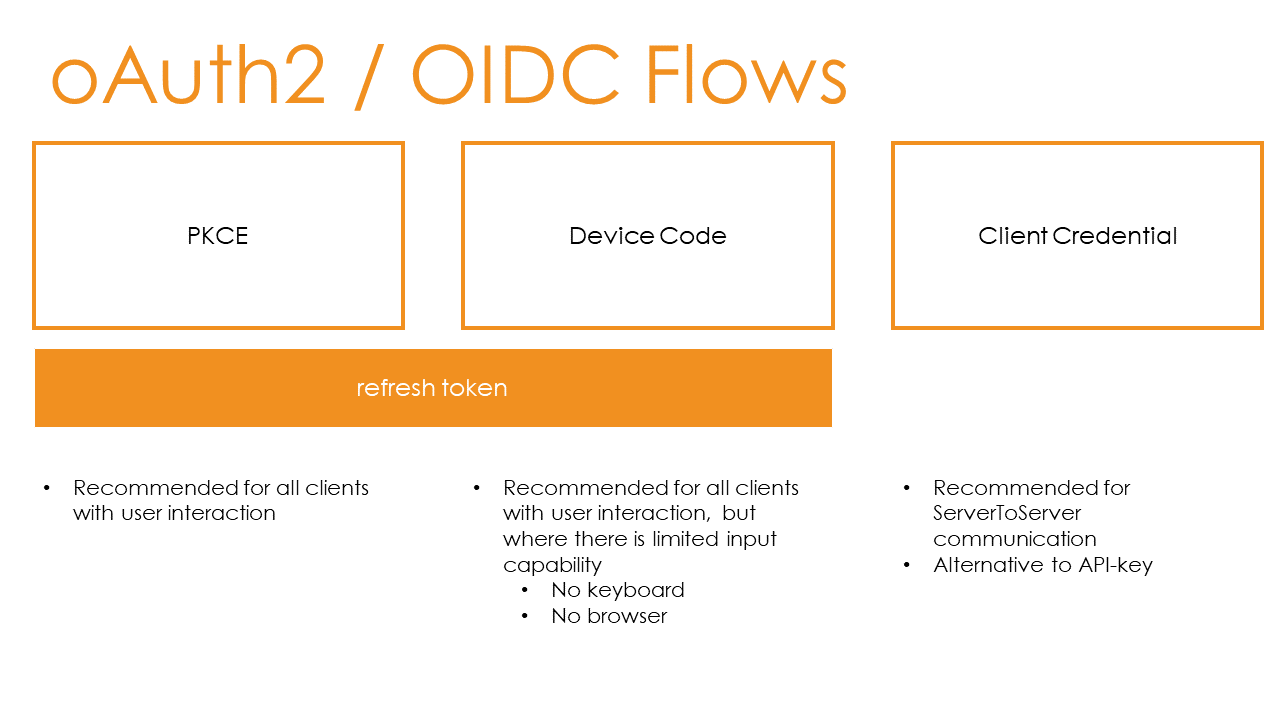 oAuth2 / OIDC Flows
PKCE
Device Code
Client Credential
refresh token
• Recommended for all clients
with user interaction
• Recommended for all clients
with user interaction, but
where there is limited input
capability
• No keyboard
• No browser
• Recommended for
ServerToServer
communication
• Alternative to API-key